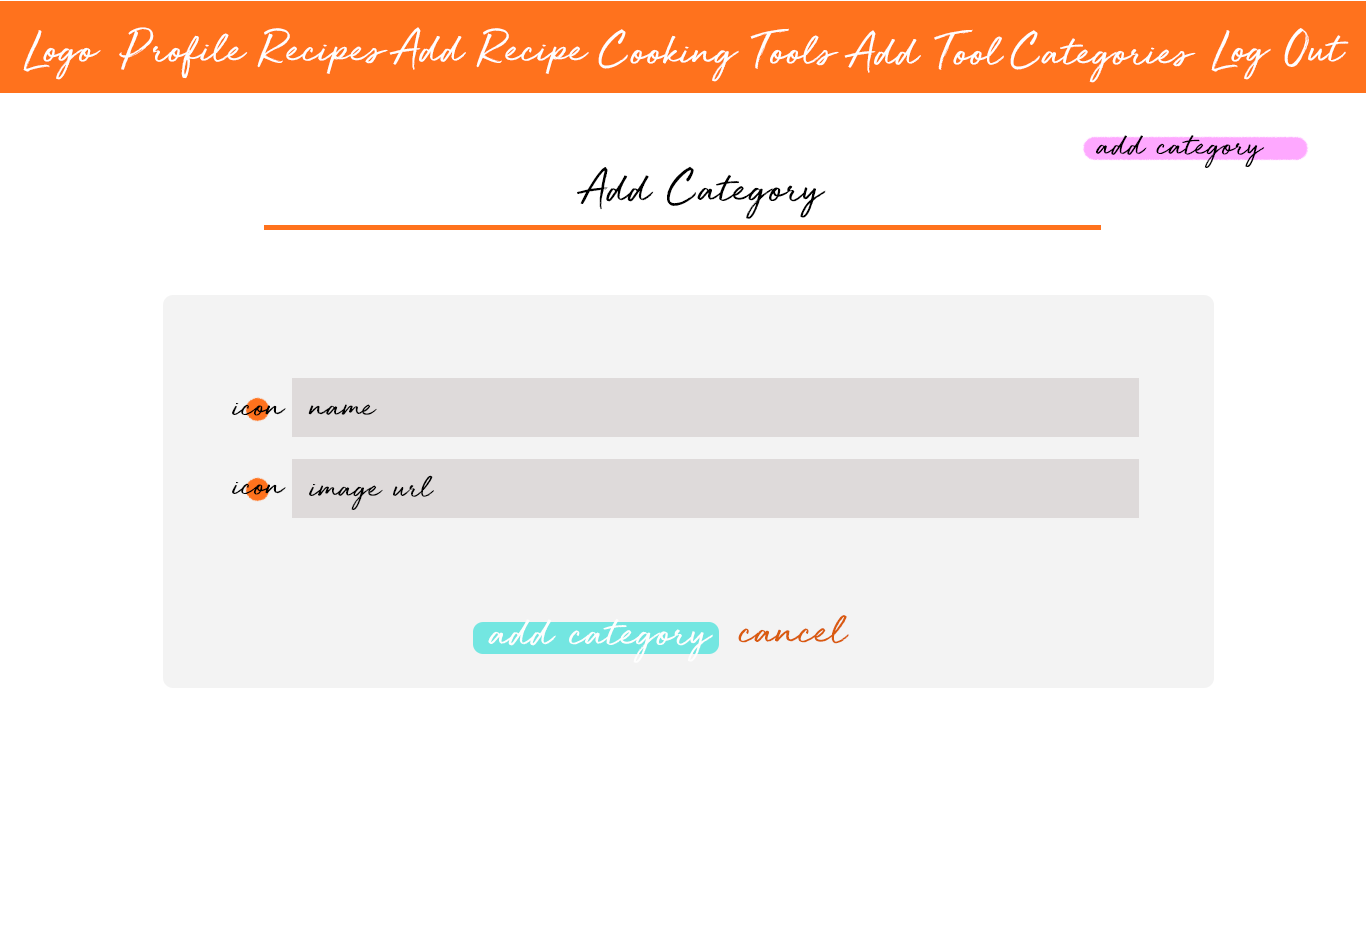 Logo Profile Recipes Add Recipe Cooking Tools Add Tool Categories Log Out
add category
Add Category
icon name
icon image url
add category cancel